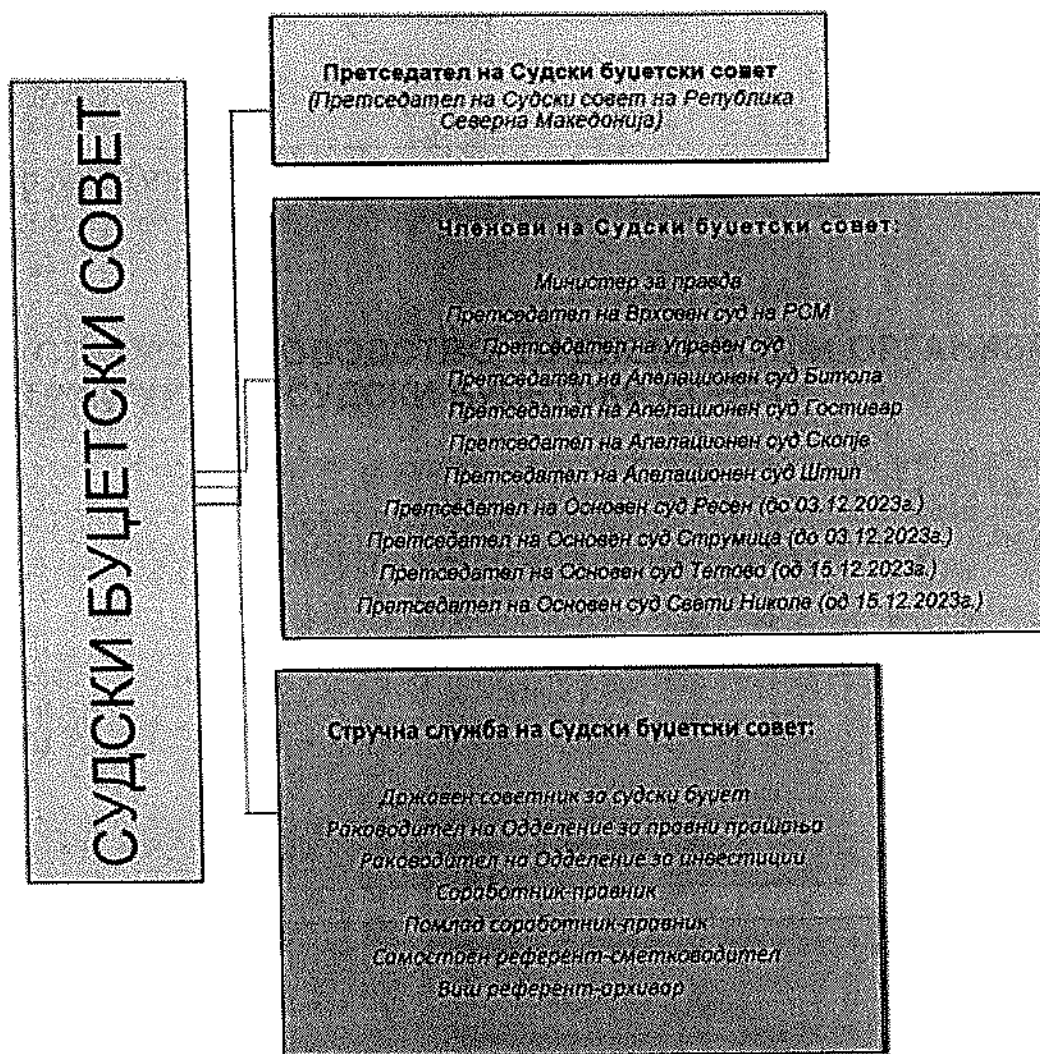 СУДСКИ БУЏЕТСКИ СОВЕТ
Претседател на Судски буџетски совет
(Претседател на Судски совет на Република
Северна Македонија)
Членови на Судски буџетски совет:
Министер за правда
Претседател на Врховен суд на РСМ
Претседател на Управен суд
Претседател на Апелационен суд Битола
Претседател на Апелационен суд Гостивар
Претседател на Апелационен суд Скопје
Претседател на Апелационен суд Штип
Претседател на Основен суд Ресен (до 03.12.2023г.)
Претседател на Основен суд Струмица (до 03.12.2023г.)
Претседател на Основен суд Тетово (од 15.12.2023г.)
Претседател на Основен суд Свети Николе (од 15.12.2023г.)
Стручна служба на Судски буџетски совет:
Државен советник за судски буџет
Раководител на Одделение за правни прашања
Раководител на Одделение за инвестиции
Соработник-правник
Помлад соработник-правник
Самостоен референт-сметководител
Виш референт-архивар